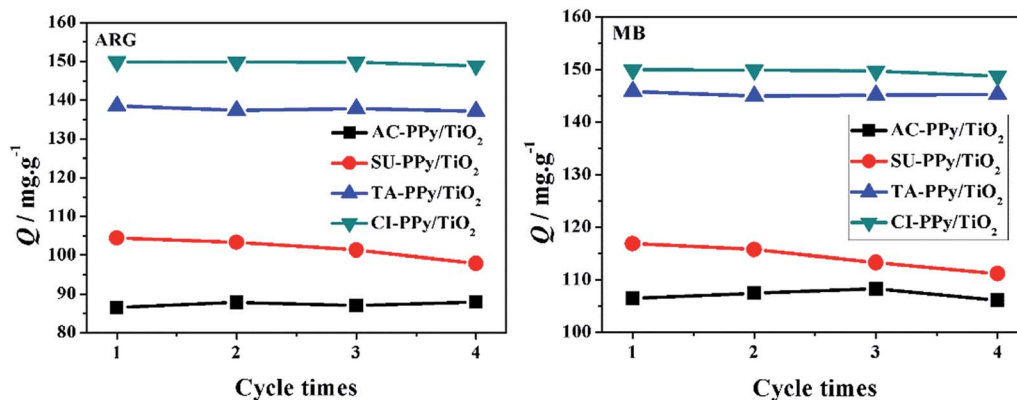 ARG
160
150
140
130
120
110
100
90
80
Q / mg.g⁻¹
AC-PPy/TiO₂
SU-PPy/TiO₂
TA-PPy/TiO₂
CI-PPy/TiO₂
1 2 3 4
Cycle times
MB
160
150
140
130
120
110
100
Q / mg.g⁻¹
AC-PPy/TiO₂
SU-PPy/TiO₂
TA-PPy/TiO₂
CI-PPy/TiO₂
1 2 3 4
Cycle times